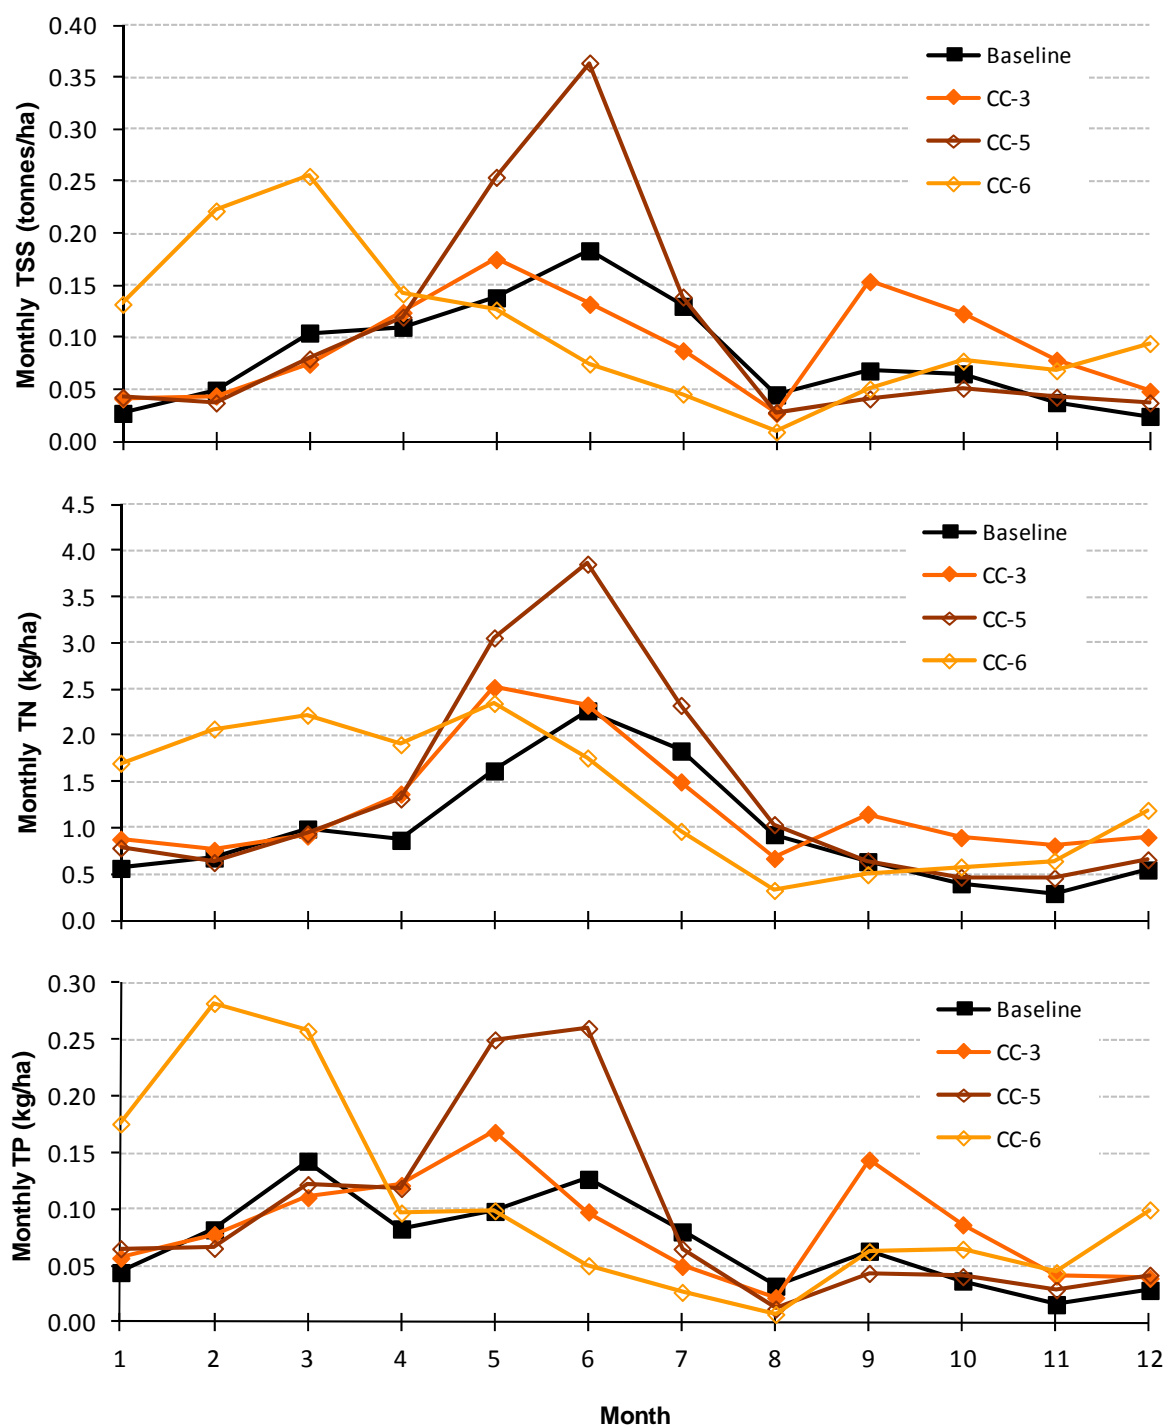 Monthly TSS (tonnes/ha)
0.40
0.35
0.30
0.25
0.20
0.15
0.10
0.05
0.00
Baseline
CC-3
CC-5
CC-6
Monthly TN (kg/ha)
4.5
4.0
3.5
3.0
2.5
2.0
1.5
1.0
0.5
0.0
Baseline
CC-3
CC-5
CC-6
Monthly TP (kg/ha)
0.30
0.25
0.20
0.15
0.10
0.05
0.00
Baseline
CC-3
CC-5
CC-6
1 2 3 4 5 6 7 8 9 10 11 12
Month